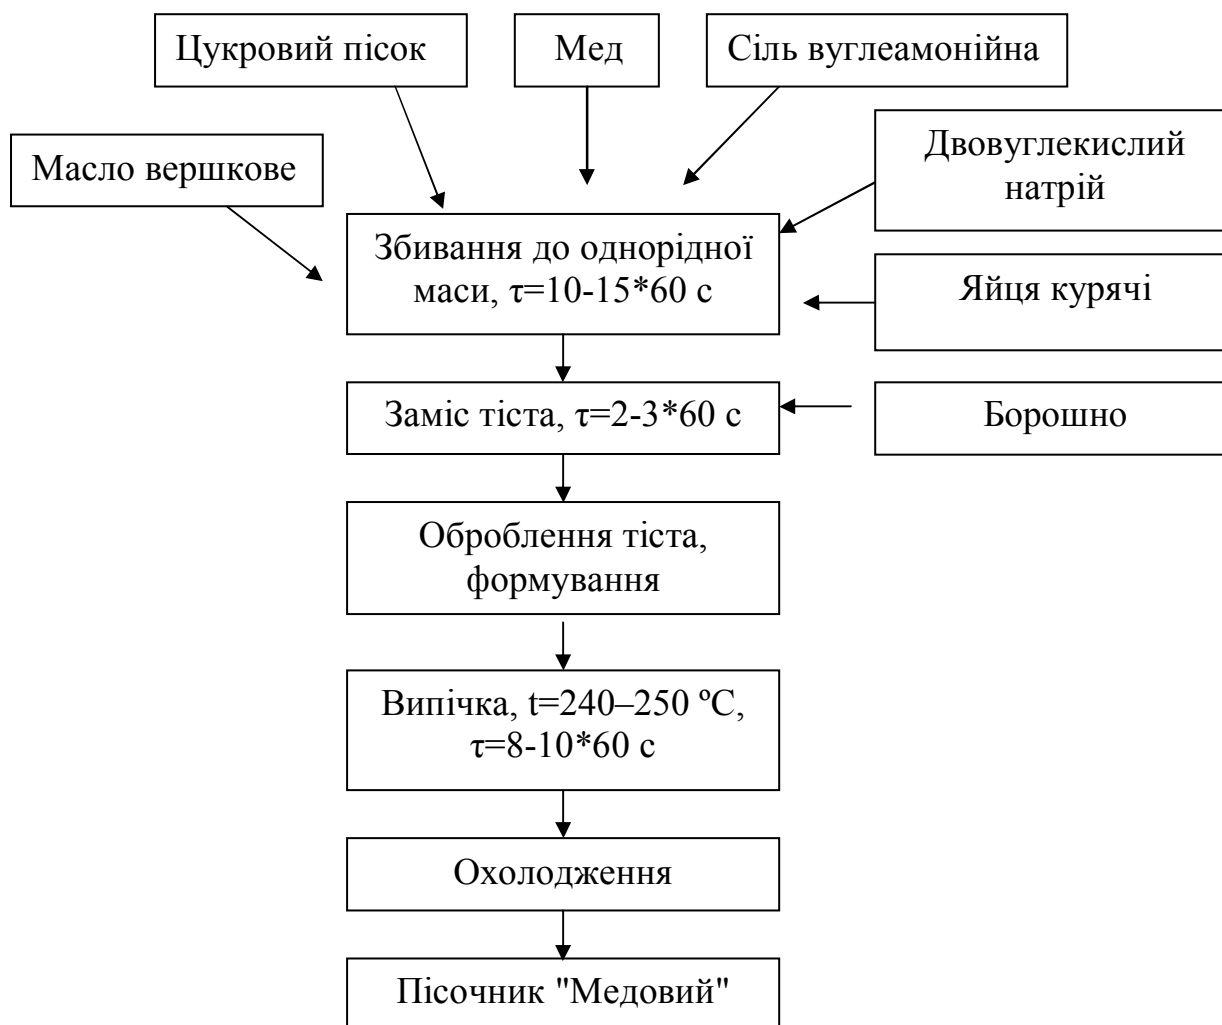 Цукровий пісок
Мед
Сіль вуглеамонійна
Масло вершкове
Двовуглекислий
натрій
Збивання до однорідної
маси, τ=10-15*60 с
Яйця курячі
Заміс тіста, τ=2-3*60 с
Борошно
Оброблення тіста,
формування
Випічка, t=240–250 ºС,
τ=8-10*60 с
Охолодження
Пісочник "Медовий"